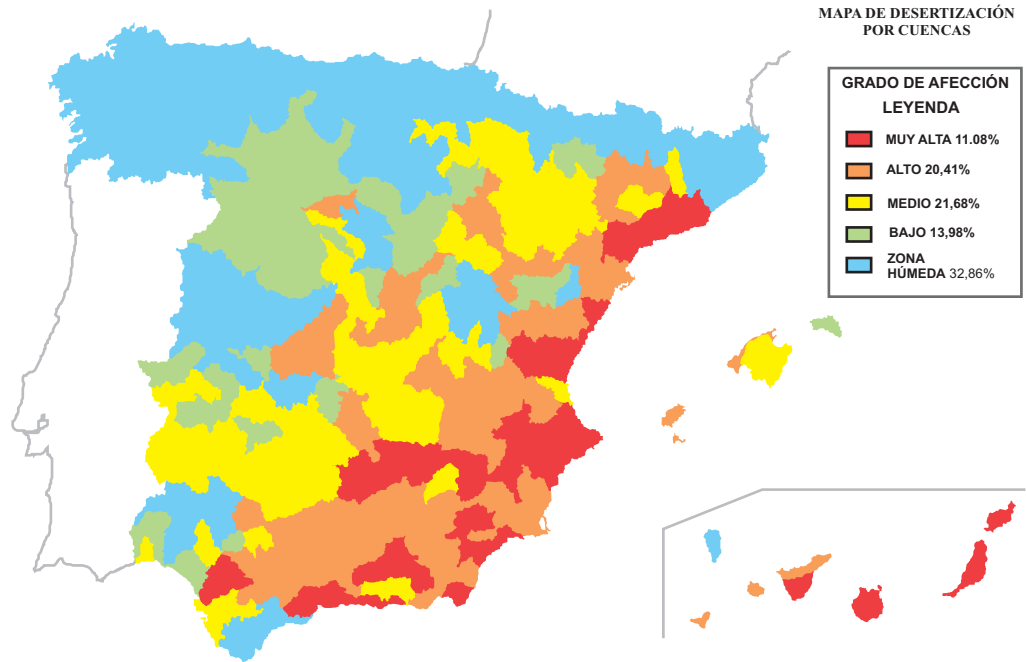 MAPA DE DESERTIZACIÓN
POR CUENCAS
GRADO DE AFECCIÓN
LEYENDA
MUY ALTA 11.08%
ALTO 20,41%
MEDIO 21,68%
BAJO 13,98%
ZONA
HÚMEDA 32,86%